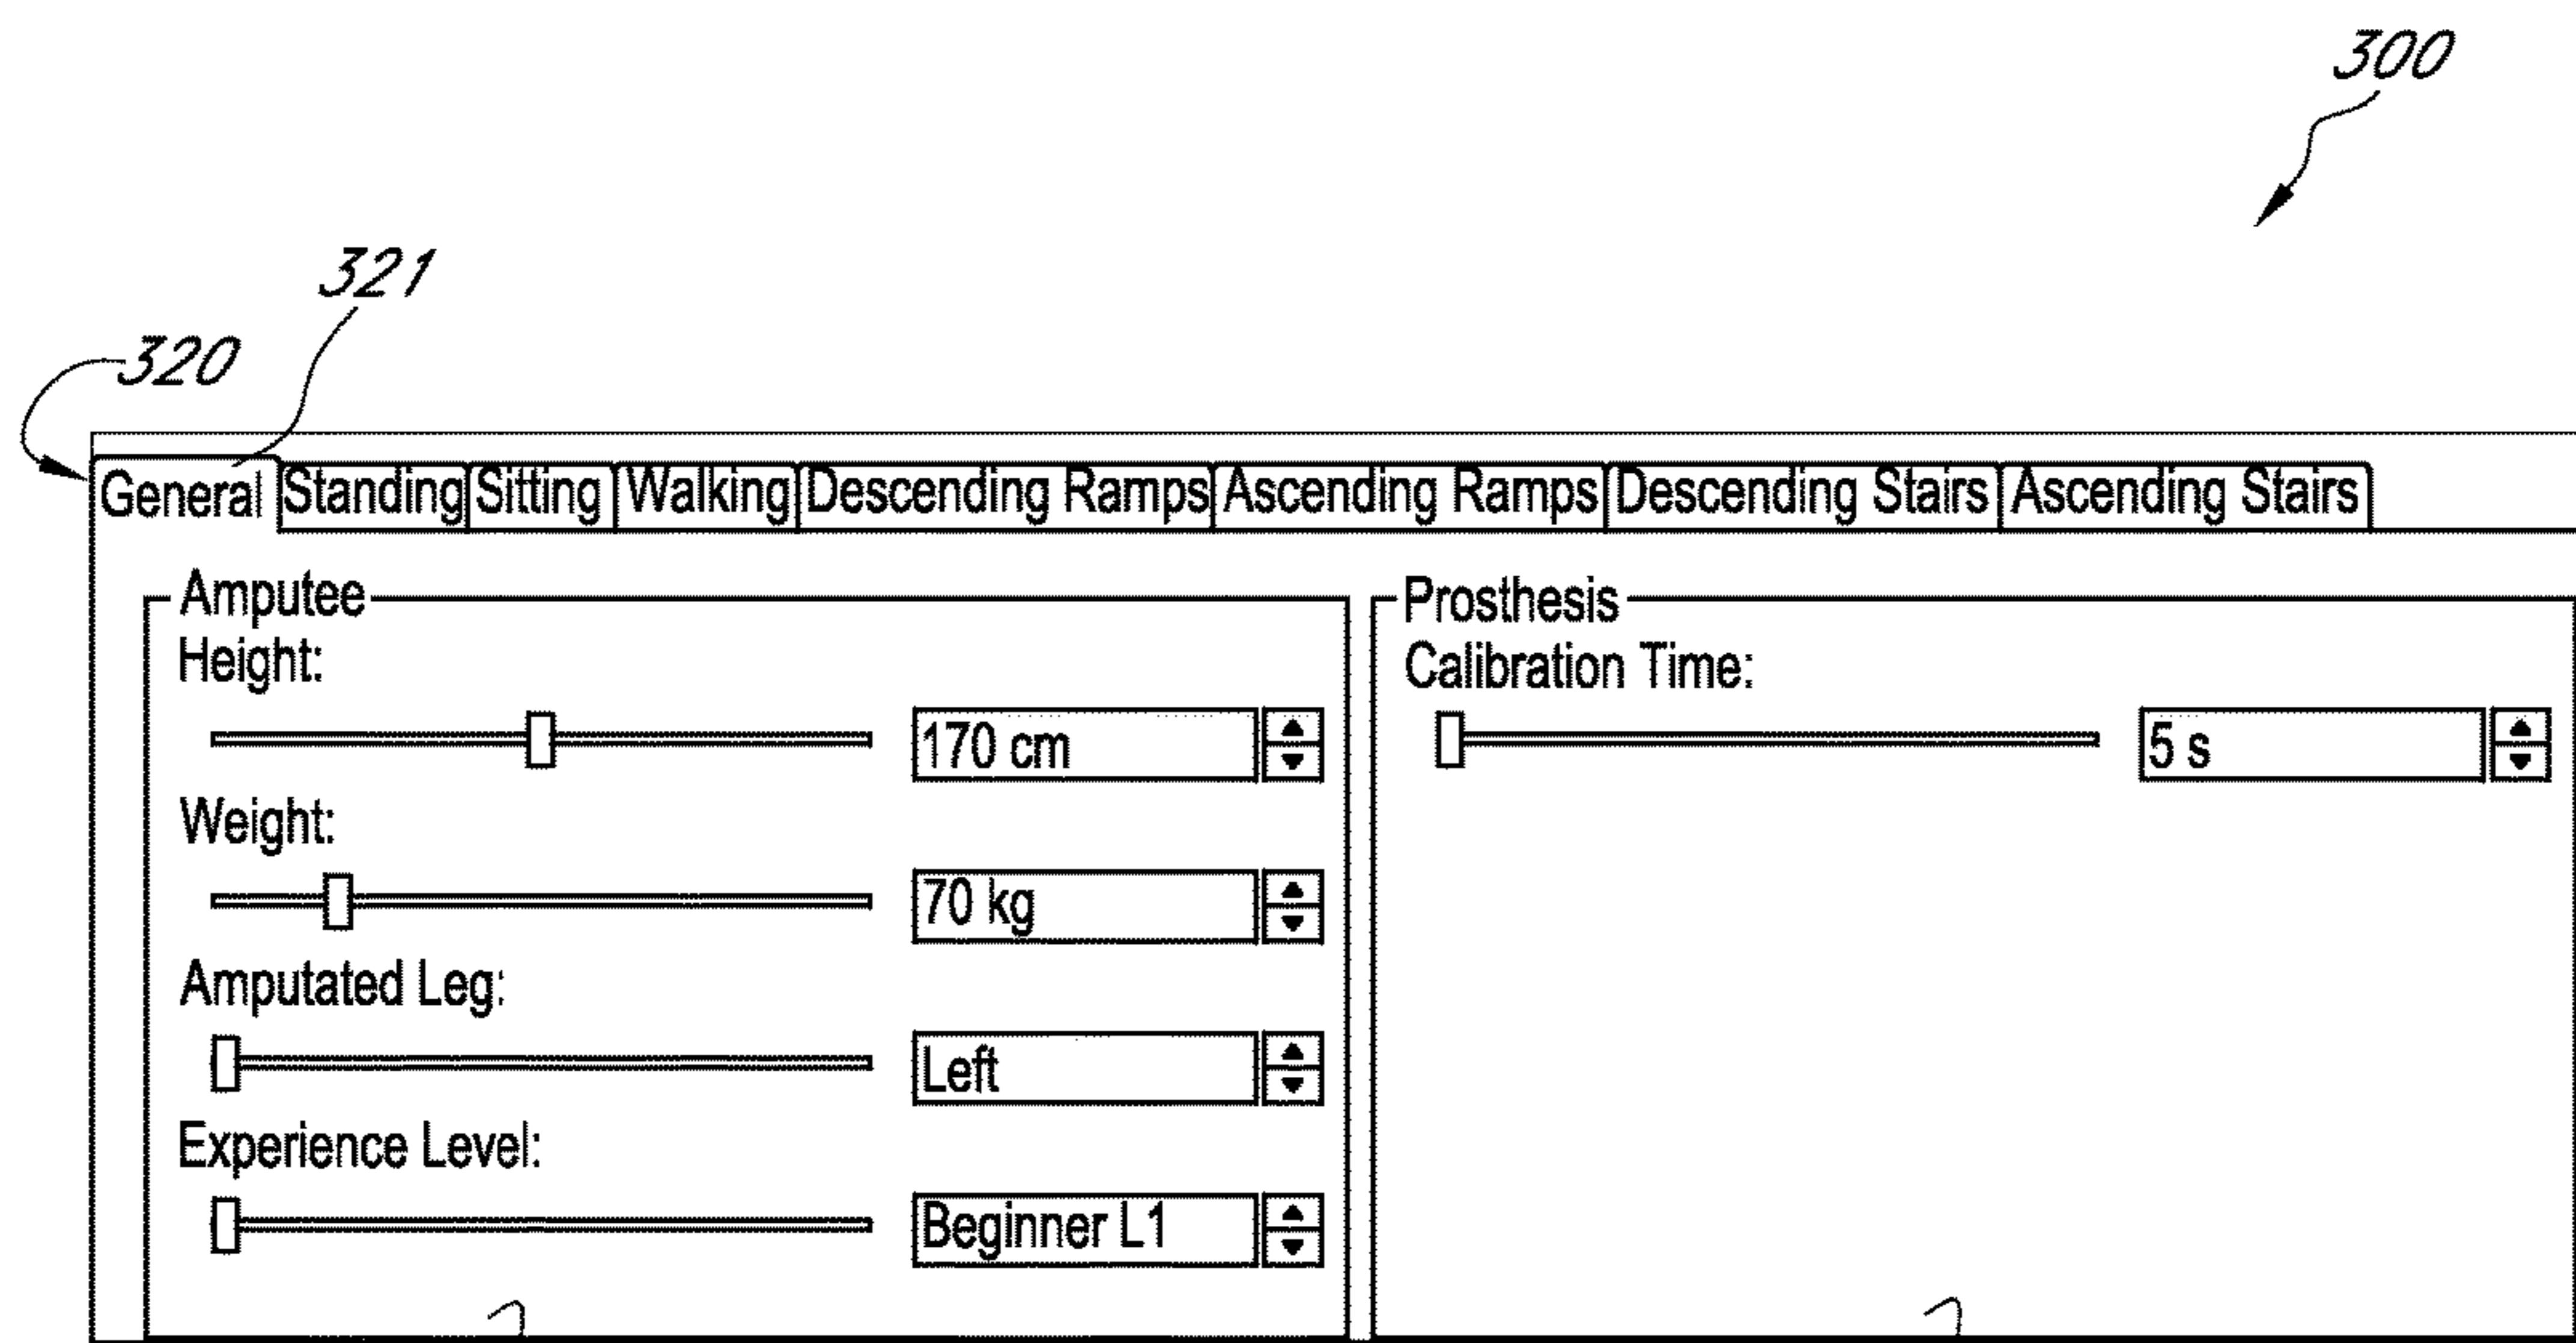 300
321
320
General Standing Sitting Walking Descending Ramps Ascending Ramps Descending Stairs Ascending Stairs
Amputee
Height:
170 cm
Weight:
70 kg
Amputated Leg:
Left
Experience Level:
Beginner L1
Prosthesis
Calibration Time:
5 s